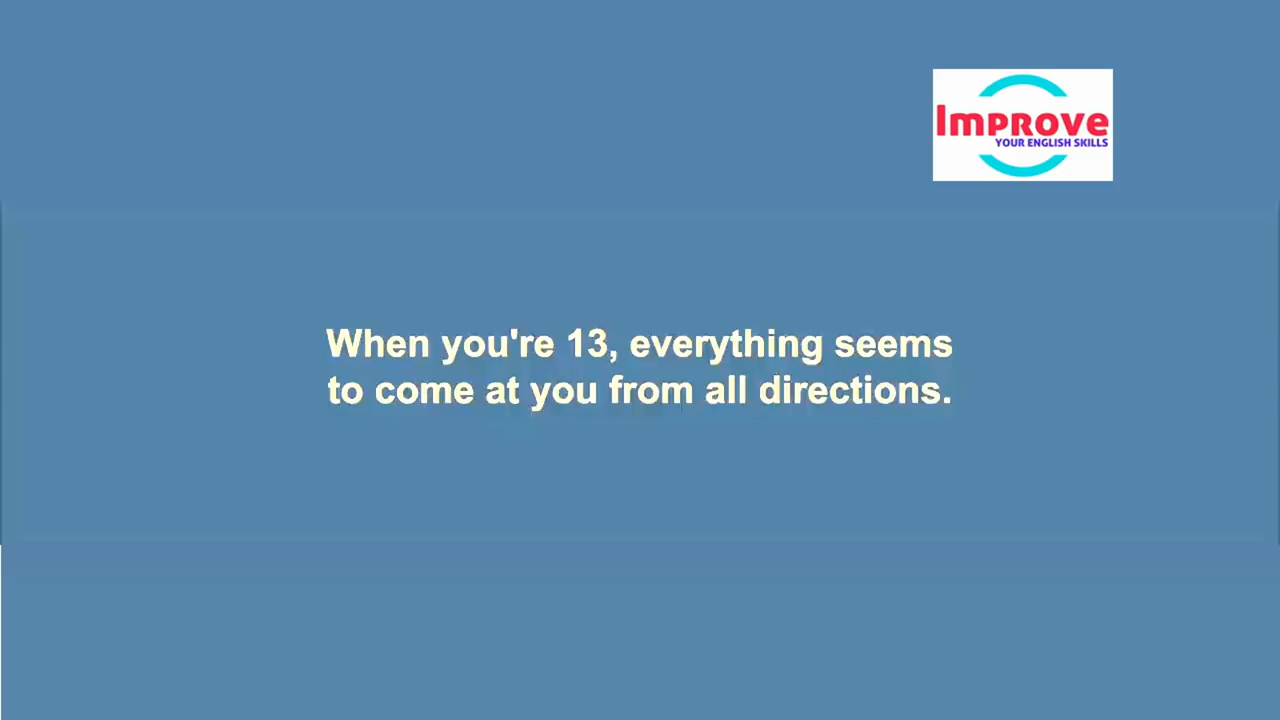 Improve
YOUR ENGLISH SKILLS
When you're 13, everything seems
to come at you from all directions.